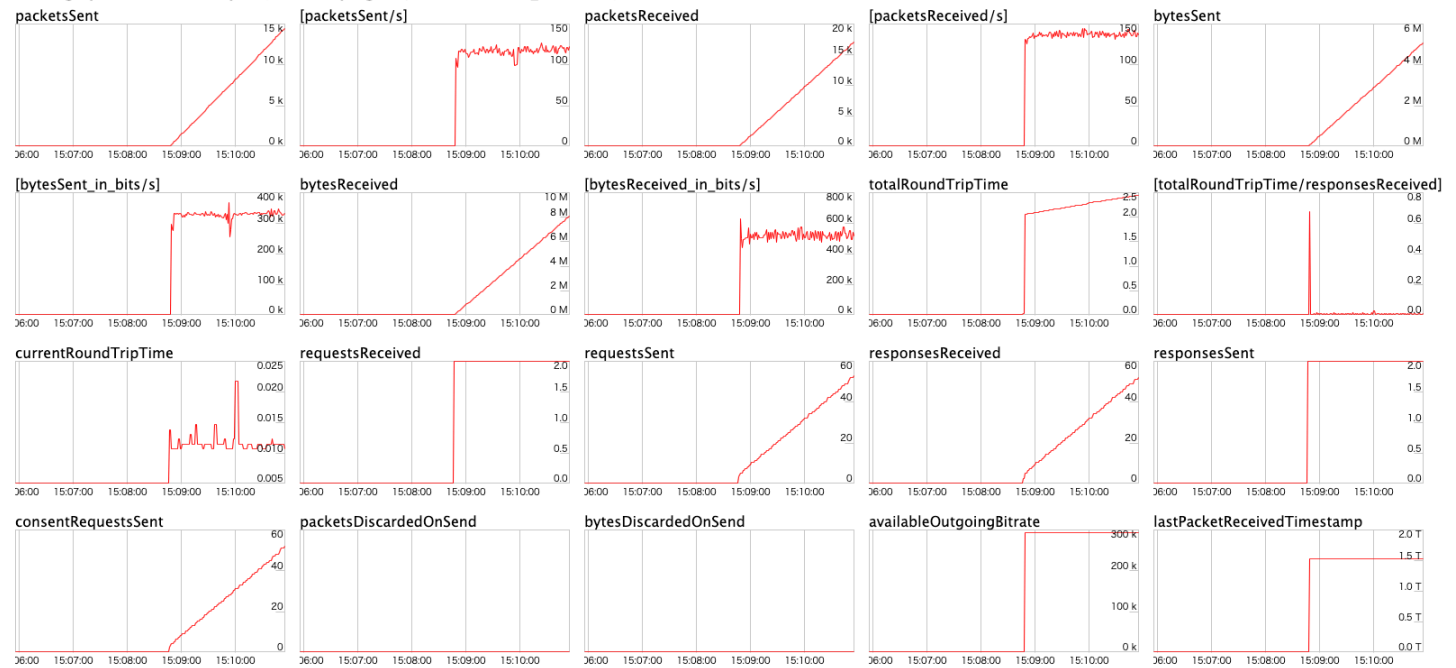 packetsSent
15 k
10 k
5 k
0 k
06:00 15:07:00 15:08:00 15:09:00 15:10:00
[packetsSent/s]
150
100
50
0
06:00 15:07:00 15:08:00 15:09:00 15:10:00
packetsReceived
20 k
15 k
10 k
5 k
0 k
06:00 15:07:00 15:08:00 15:09:00 15:10:00
[packetsReceived/s]
150
100
50
0
06:00 15:07:00 15:08:00 15:09:00 15:10:00
bytesSent
6 M
4 M
2 M
0 M
06:00 15:07:00 15:08:00 15:09:00 15:10:00
[bytesSent_in_bits/s]
400 k
300 k
200 k
100 k
0 k
06:00 15:07:00 15:08:00 15:09:00 15:10:00
bytesReceived
10 M
8 M
6 M
4 M
2 M
0 M
06:00 15:07:00 15:08:00 15:09:00 15:10:00
[bytesReceived_in_bits/s]
800 k
600 k
400 k
200 k
0 k
06:00 15:07:00 15:08:00 15:09:00 15:10:00
totalRoundTripTime
2.5
2.0
1.5
1.0
0.5
0.0
06:00 15:07:00 15:08:00 15:09:00 15:10:00
[totalRoundTripTime/responsesReceived]
0.8
0.6
0.4
0.2
0.0
06:00 15:07:00 15:08:00 15:09:00 15:10:00
currentRoundTripTime
0.025
0.020
0.015
0.010
0.005
06:00 15:07:00 15:08:00 15:09:00 15:10:00
requestsReceived
2.0
1.5
1.0
0.5
0.0
06:00 15:07:00 15:08:00 15:09:00 15:10:00
requestsSent
60
40
20
0
06:00 15:07:00 15:08:00 15:09:00 15:10:00
responsesReceived
60
40
20
0
06:00 15:07:00 15:08:00 15:09:00 15:10:00
responsesSent
2.0
1.5
1.0
0.5
0.0
06:00 15:07:00 15:08:00 15:09:00 15:10:00
consentRequestsSent
60
40
20
0
06:00 15:07:00 15:08:00 15:09:00 15:10:00
packetsDiscardedOnSend
06:00 15:07:00 15:08:00 15:09:00 15:10:00
bytesDiscardedOnSend
06:00 15:07:00 15:08:00 15:09:00 15:10:00
availableOutgoingBitrate
300 k
200 k
100 k
0 k
06:00 15:07:00 15:08:00 15:09:00 15:10:00
lastPacketReceivedTimestamp
2.0 T
1.5 T
1.0 T
0.5 T
0.0 T
06:00 15:07:00 15:08:00 15:09:00 15:10:00